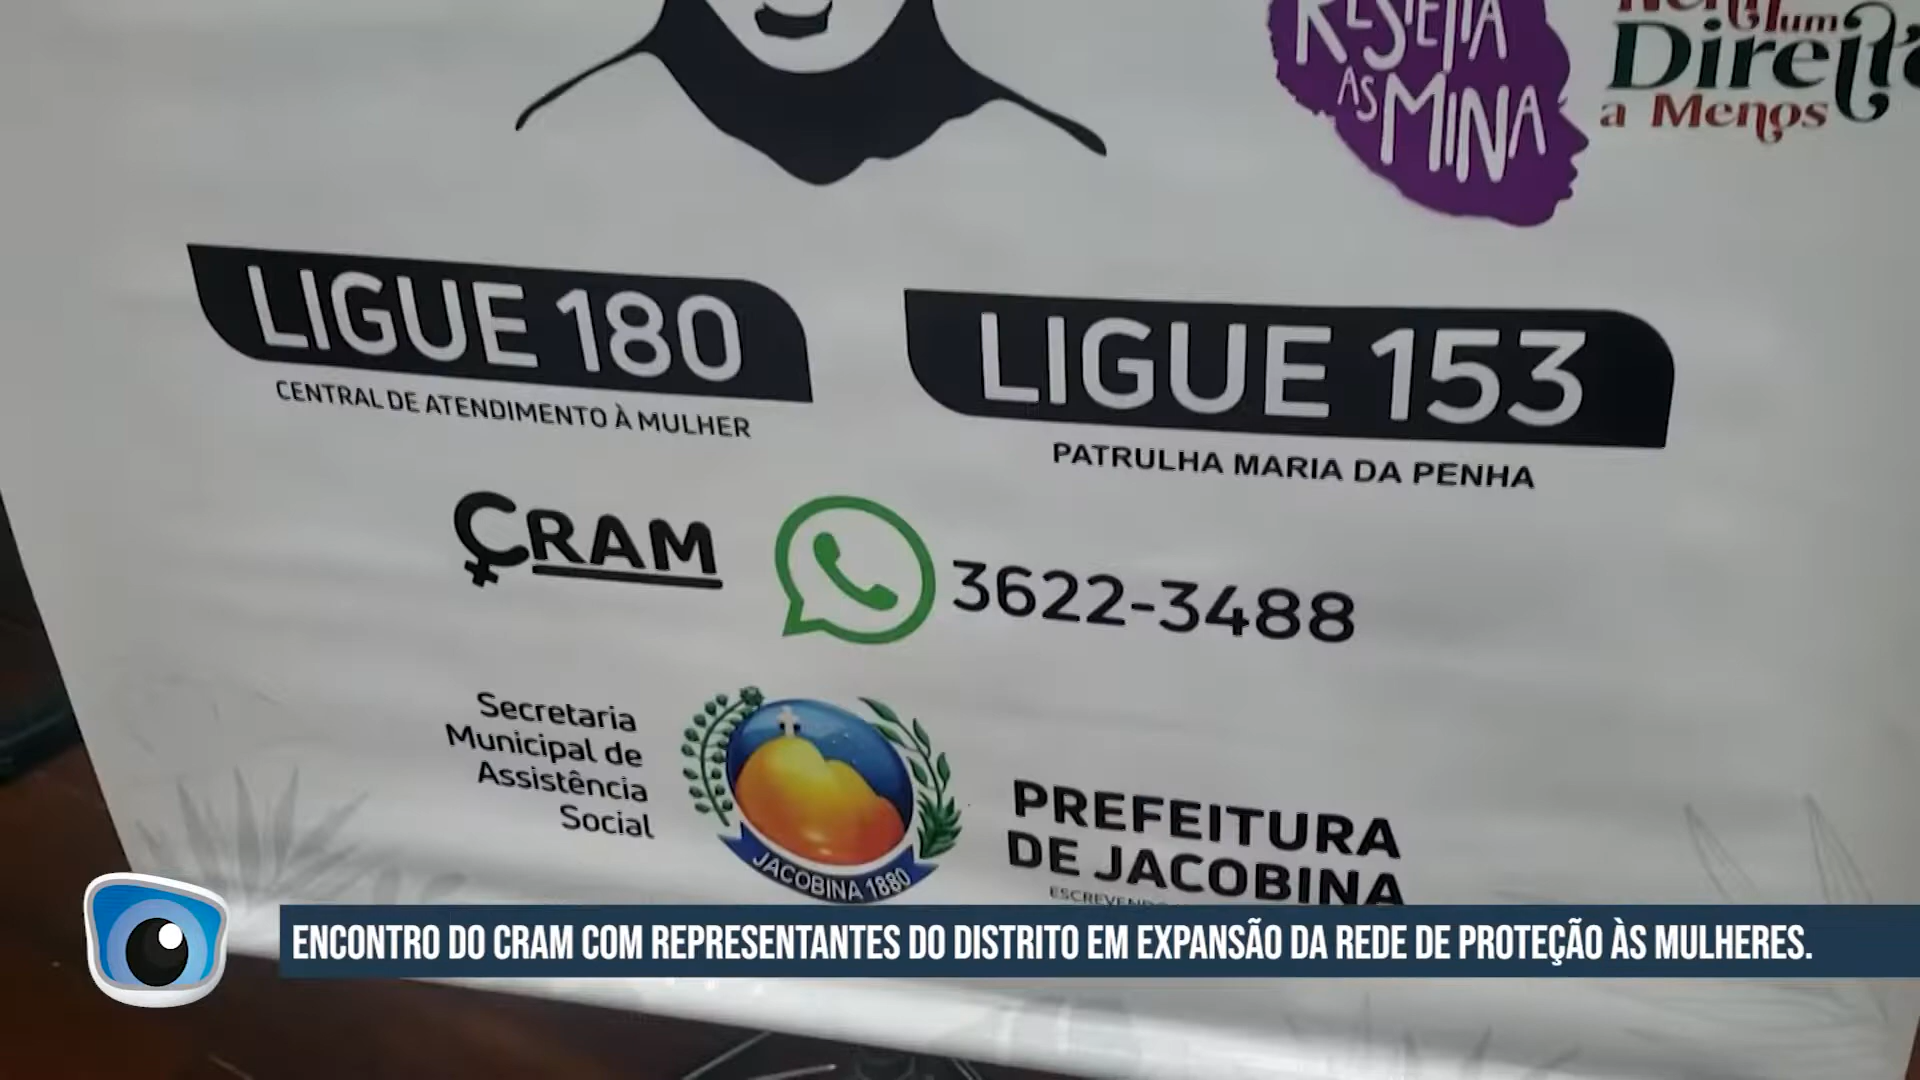 RESPEITA
AS MINA
Nenhum
Direito
a Menos
LIGUE 180
CENTRAL DE ATENDIMENTO À MULHER
LIGUE 153
PATRULHA MARIA DA PENHA
CRAM
3622-3488
Secretaria
Municipal de
Assistência
Social
JACOBINA 1880
PREFEITURA
DE JACOBINA
ENCONTRO DO CRAM COM REPRESENTANTES DO DISTRITO EM EXPANSÃO DA REDE DE PROTEÇÃO ÀS MULHERES.